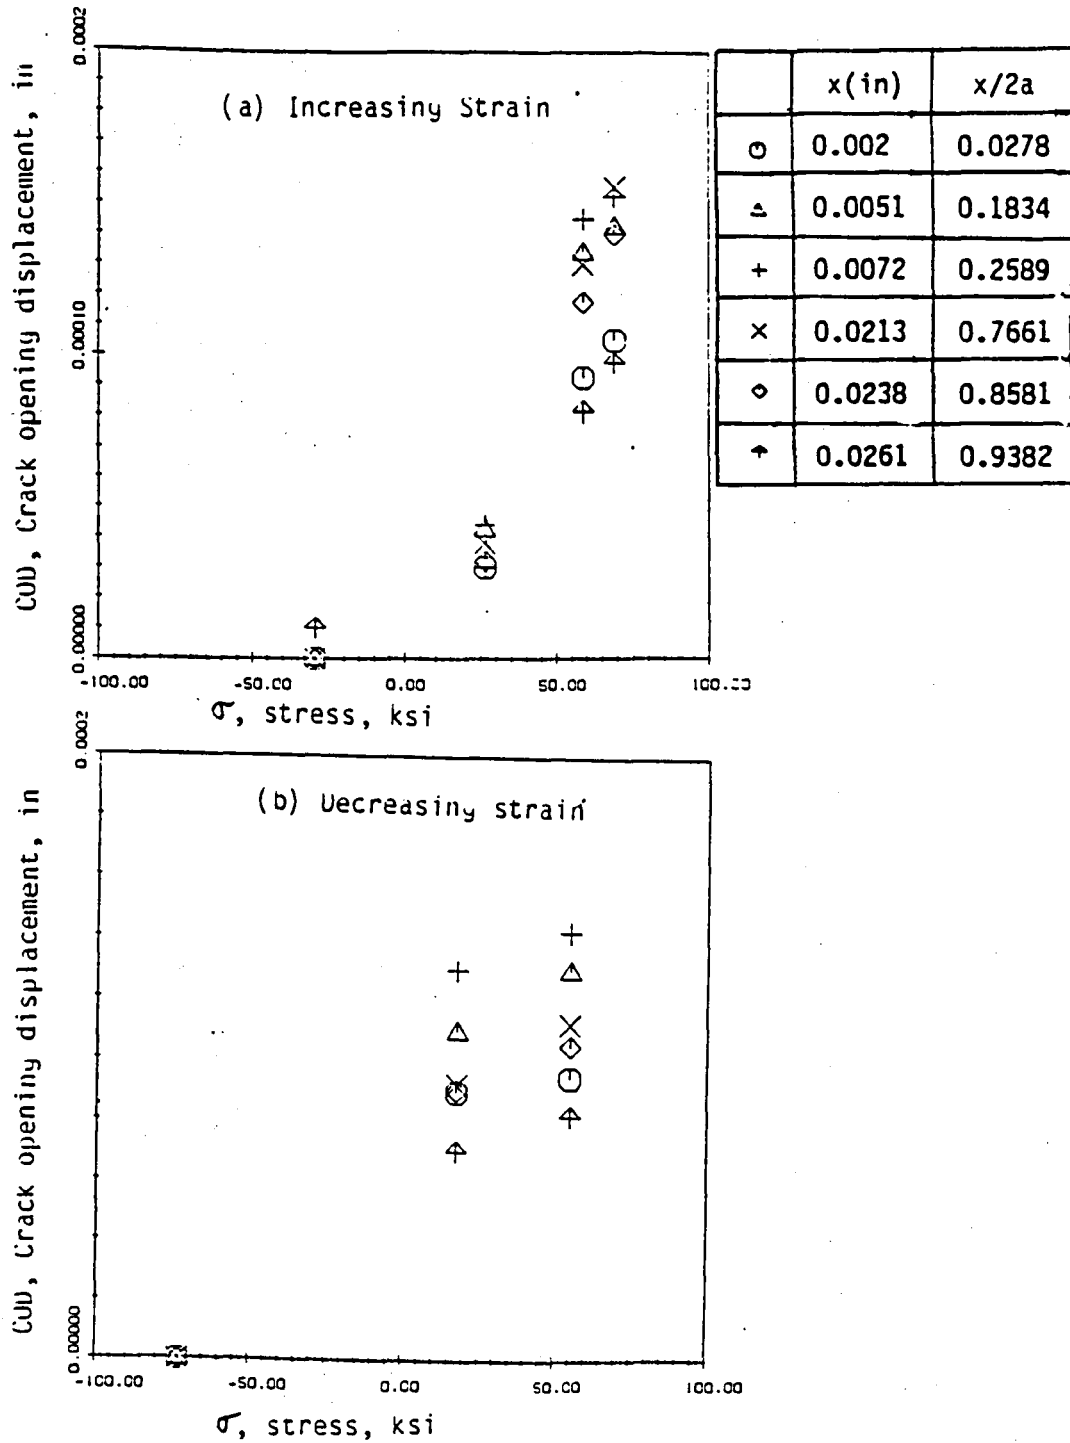 0.0002
COD, Crack opening displacement, in
(a) Increasing Strain
0.00010
0.00000
-100.00 -50.00 0.00 50.00 100.00
σ, stress, ksi
x(in) x/2a
0.002 0.0278
0.0051 0.1834
0.0072 0.2589
0.0213 0.7661
0.0238 0.8581
0.0261 0.9382
0.0002
COD, Crack opening displacement, in
(b) Decreasing strain
0.00000
-100.00 -50.00 0.00 50.00 100.00
σ, stress, ksi